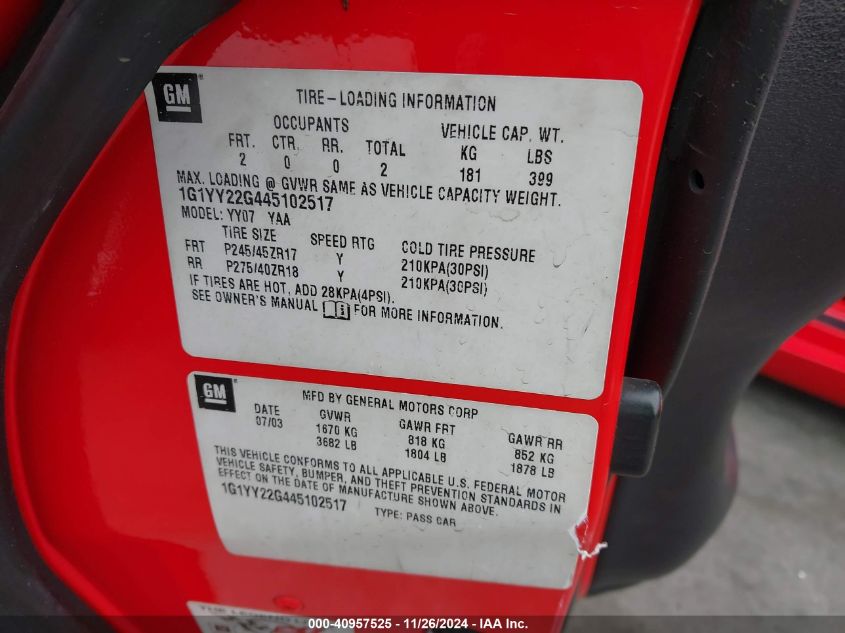 GM
TIRE-LOADING INFORMATION
OCCUPANTS VEHICLE CAP. WT.
FRT. CTR. RR. TOTAL KG LBS
2 0 0 2 181 399
MAX. LOADING @ GVWR SAME AS VEHICLE CAPACITY WEIGHT.
1G1YY22G445102517
MODEL: YY07 YAA
TIRE SIZE SPEED RTG COLD TIRE PRESSURE
FRT P245/45ZR17 Y 210KPA(30PSI)
RR P275/40ZR18 Y 210KPA(30PSI)
IF TIRES ARE HOT, ADD 28KPA(4PSI).
SEE OWNER'S MANUAL FOR MORE INFORMATION.
GM
MFD BY GENERAL MOTORS CORP
DATE GVWR GAWR FRT GAWR RR
07/03 1670 KG 818 KG 852 KG
3682 LB 1804 LB 1878 LB
THIS VEHICLE CONFORMS TO ALL APPLICABLE U.S. FEDERAL MOTOR
VEHICLE SAFETY, BUMPER, AND THEFT PREVENTION STANDARDS IN
EFFECT ON THE DATE OF MANUFACTURE SHOWN ABOVE.
1G1YY22G445102517
TYPE: PASS CAR
THE LEGEND
000-40957525 - 11/26/2024 - IAA Inc.